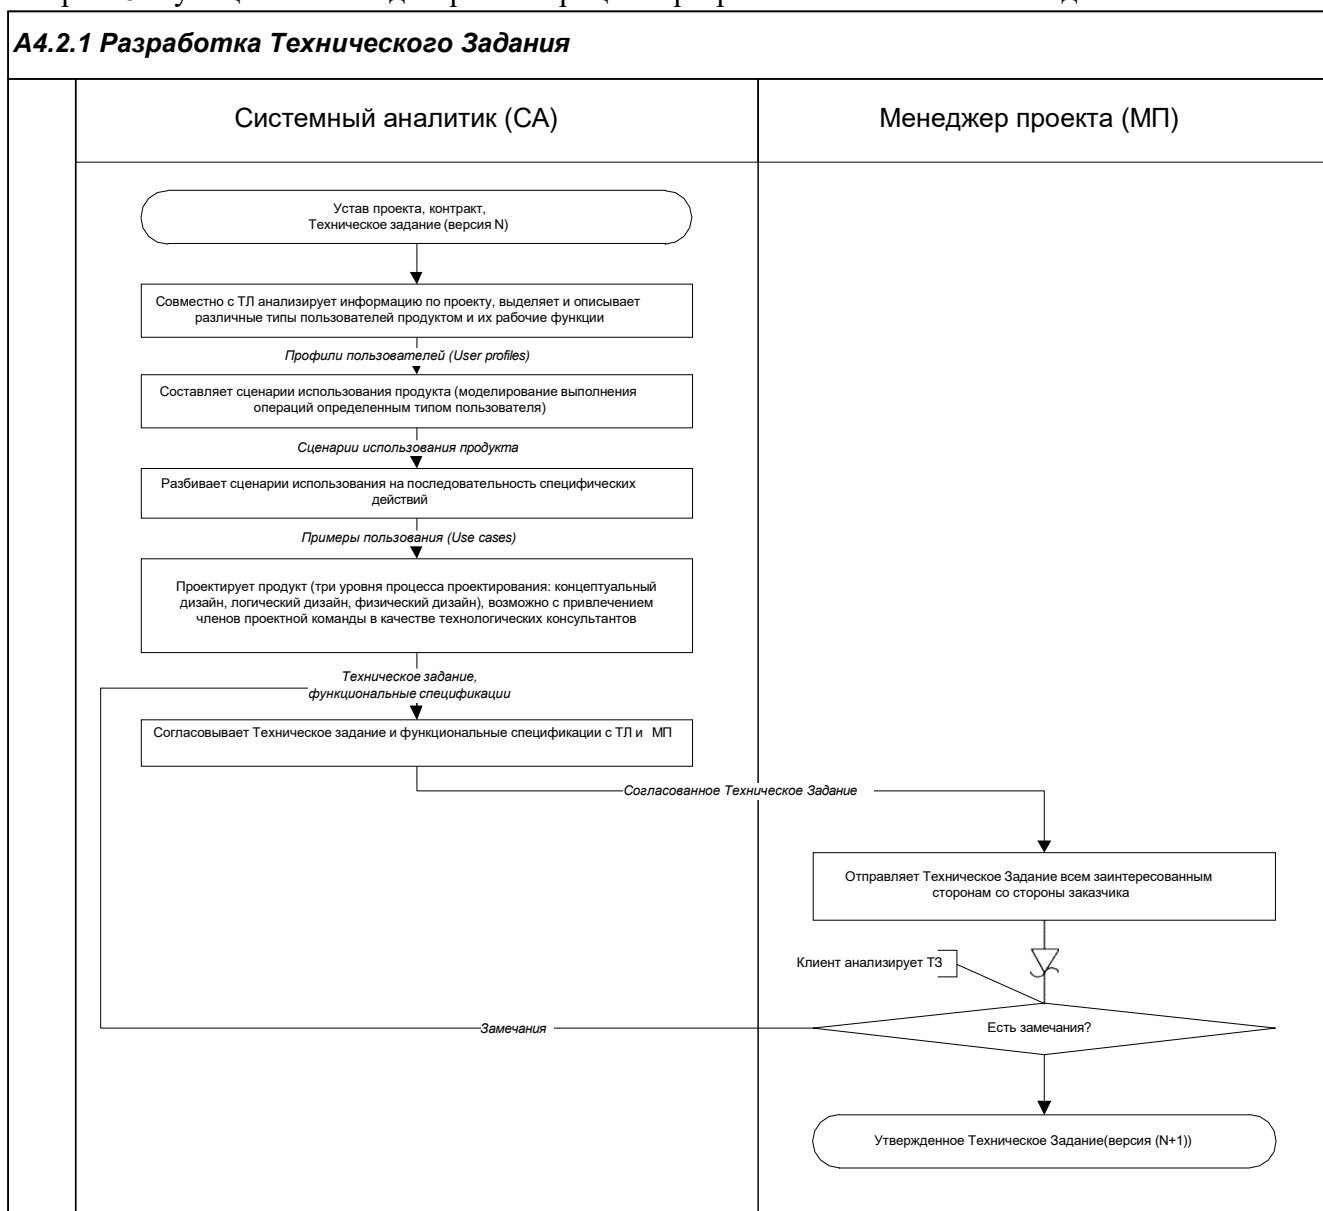 А4.2.1 Разработка Технического Задания
Системный аналитик (СА)
Менеджер проекта (МП)
Устав проекта, контракт,
Техническое задание (версия N)
Совместно с ТЛ анализирует информацию по проекту, выделяет и описывает
различные типы пользователей продуктом и их рабочие функции
Профили пользователей (User profiles)
Составляет сценарии использования продукта (моделирование выполнения
операций определенным типом пользователя)
Сценарии использования продукта
Разбивает сценарии использования на последовательность специфических
действий
Примеры пользования (Use cases)
Проектирует продукт (три уровня процесса проектирования: концептуальный
дизайн, логический дизайн, физический дизайн), возможно с привлечением
членов проектной команды в качестве технологических консультантов
Техническое задание,
функциональные спецификации
Согласовывает Техническое задание и функциональные спецификации с ТЛ и МП
Согласованное Техническое Задание
Отправляет Техническое Задание всем заинтересованным
сторонам со стороны заказчика
Клиент анализирует ТЗ
Замечания
Есть замечания?
Утвержденное Техническое Задание(версия (N+1))